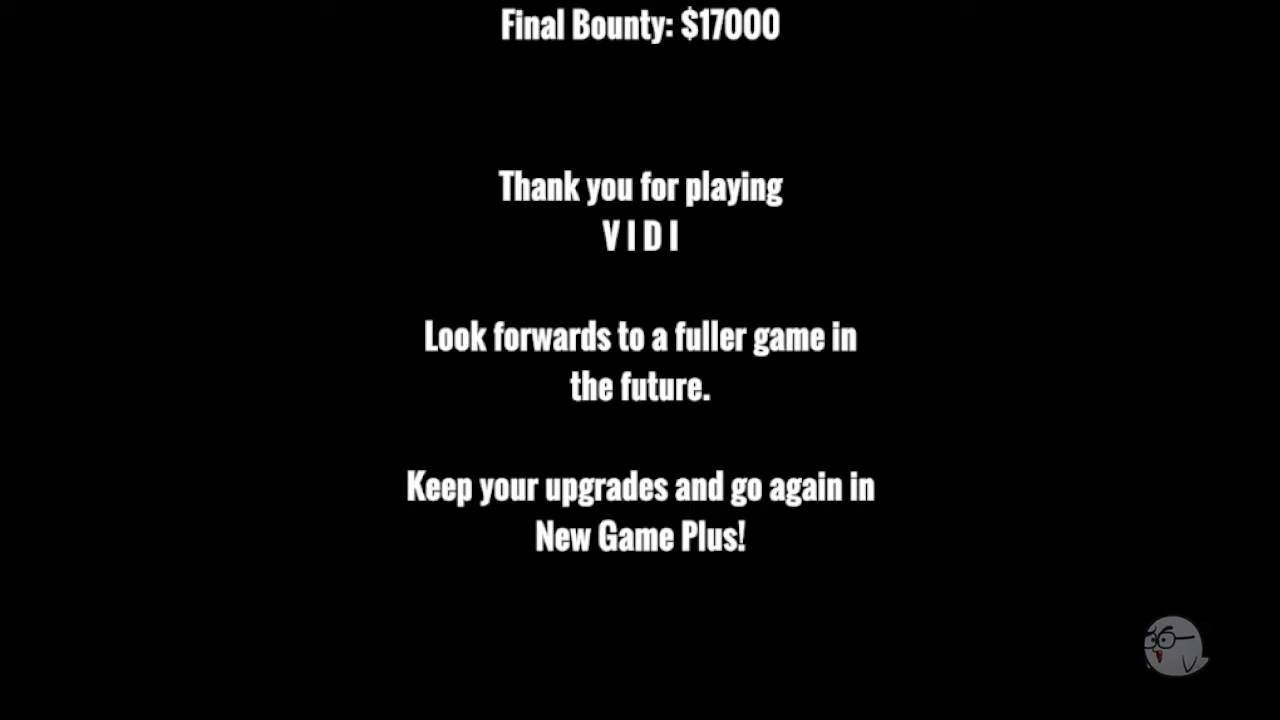 Final Bounty: $17000
Thank you for playing
V I D I
Look forwards to a fuller game in
the future.
Keep your upgrades and go again in
New Game Plus!